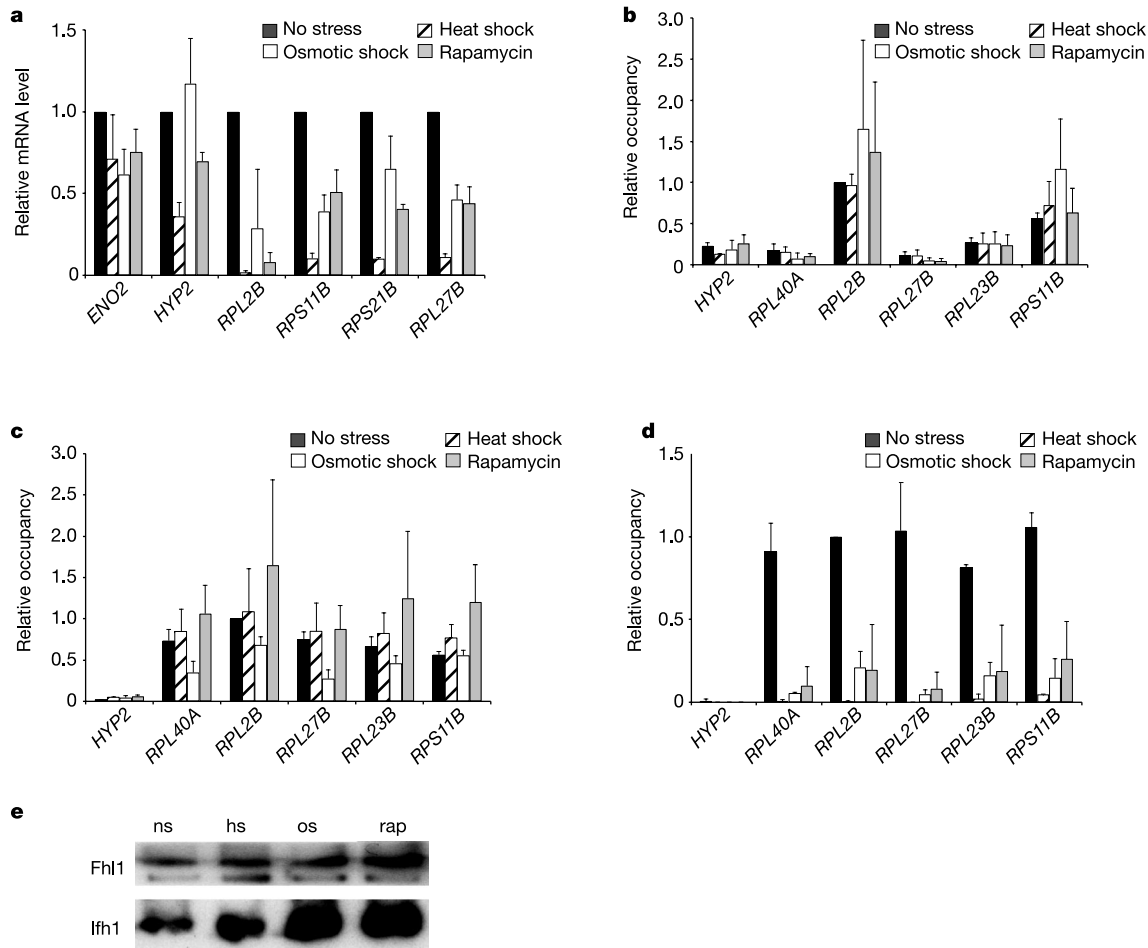 a
No stress
Heat shock
Osmotic shock
Rapamycin
Relative mRNA level
1.5
1.0
0.5
0
ENO2
HYP2
RPL2B
RPS11B
RPS21B
RPL27B
b
No stress
Heat shock
Osmotic shock
Rapamycin
Relative occupancy
3.0
2.5
2.0
1.5
1.0
0.5
0
HYP2
RPL40A
RPL2B
RPL27B
RPL23B
RPS11B
c
No stress
Heat shock
Osmotic shock
Rapamycin
Relative occupancy
3.0
2.5
2.0
1.5
1.0
0.5
0
HYP2
RPL40A
RPL2B
RPL27B
RPL23B
RPS11B
d
No stress
Heat shock
Osmotic shock
Rapamycin
Relative occupancy
1.5
1.0
0.5
0
HYP2
RPL40A
RPL2B
RPL27B
RPL23B
RPS11B
e
ns hs os rap
Fhl1
Ifh1